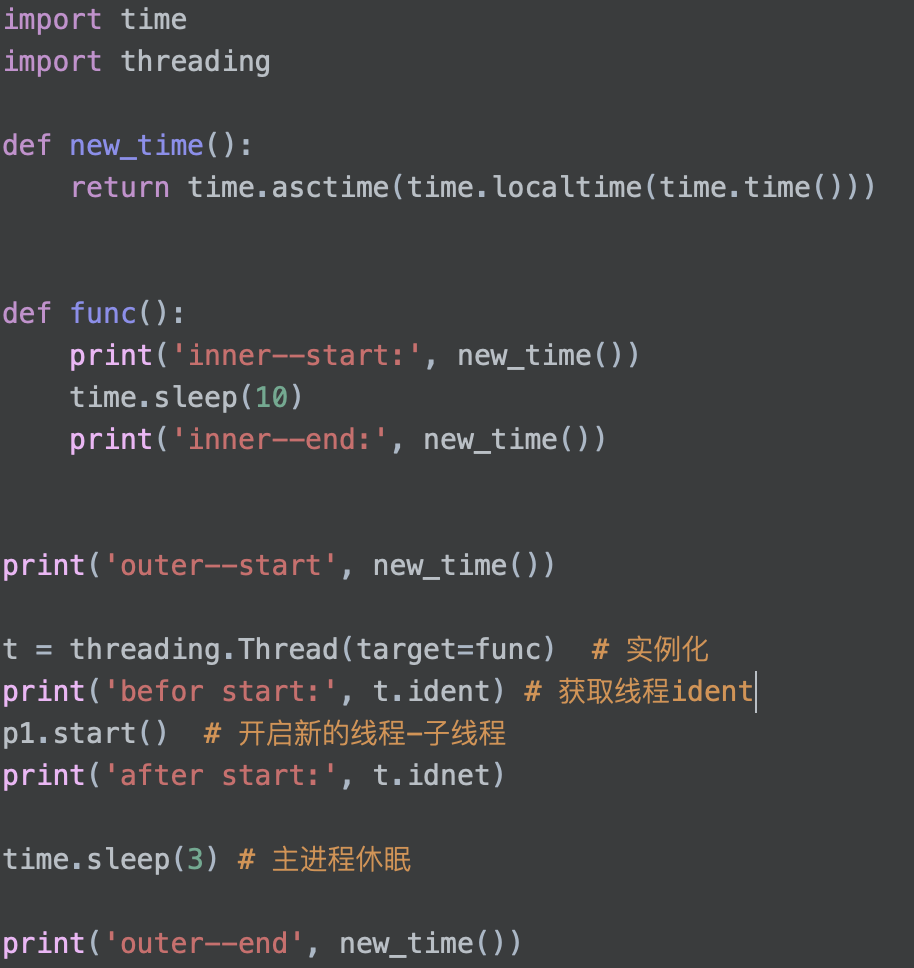 import time
import threading
def new_time():
    return time.asctime(time.localtime(time.time()))
def func():
    print('inner--start:', new_time())
    time.sleep(10)
    print('inner--end:', new_time())
print('outer--start', new_time())
t = threading.Thread(target=func)  # 实例化
print('befor start:', t.ident) # 获取线程ident
p1.start()  # 开启新的线程-子线程
print('after start:', t.idnet)
time.sleep(3) # 主进程休眠
print('outer--end', new_time())